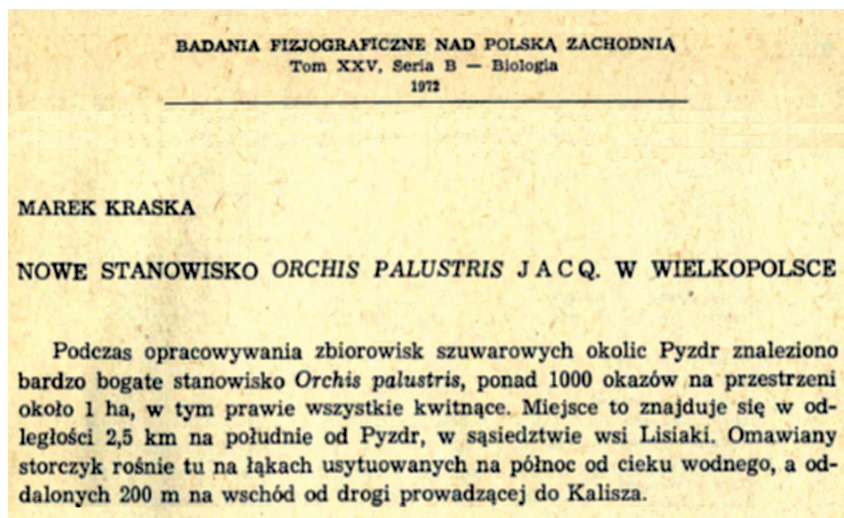 BADANIA FIZJOGRAFICZNE NAD POLSKĄ ZACHODNIĄ
Tom XXV, Seria B — Biologia
1972
MAREK KRASKA
NOWE STANOWISKO ORCHIS PALUSTRIS JACQ. W WIELKOPOLSCE
Podczas opracowywania zbiorowisk szuwarowych okolic Pyzdr znaleziono
bardzo bogate stanowisko Orchis palustris, ponad 1000 okazów na przestrzeni
około 1 ha, w tym prawie wszystkie kwitnące. Miejsce to znajduje się w od-
ległości 2,5 km na południe od Pyzdr, w sąsiedztwie wsi Lisiaki. Omawiany
storczyk rośnie tu na łąkach usytuowanych na północ od cieku wodnego, a od-
dalonych 200 m na wschód od drogi prowadzącej do Kalisza.